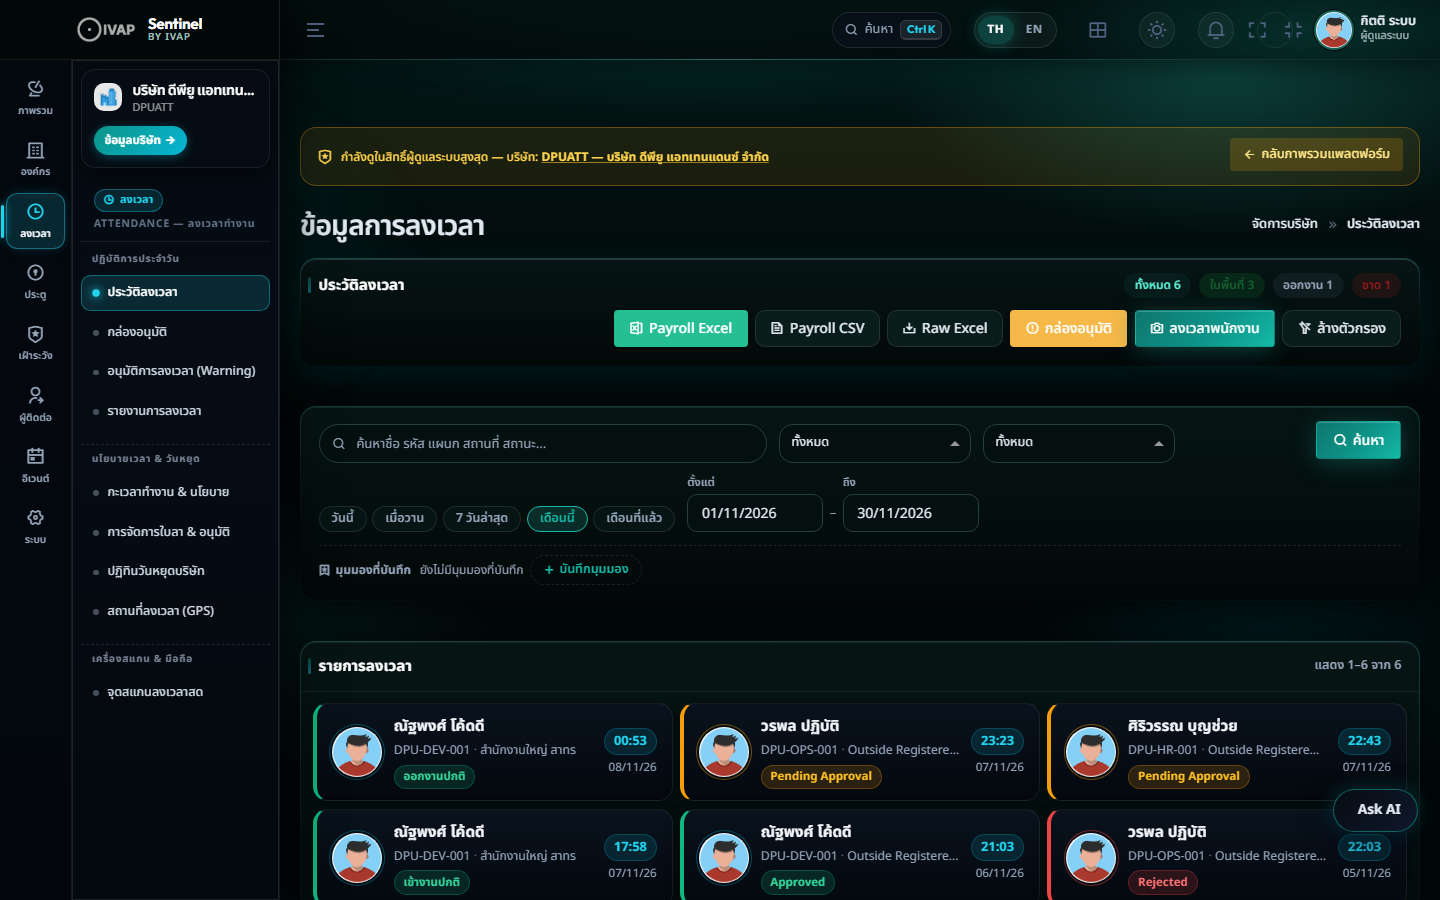 IVAP
Sentinel
BY IVAP
ค้นหา Ctrl K
TH EN
กิตติ ระบบ
ผู้ดูแลระบบ
ภาพรวม
องค์กร
ลงเวลา
ประตู
เฝ้าระวัง
ผู้ติดต่อ
อีเวนต์
ระบบ
บริษัท ดีพียู แอทเทน...
DPUATT
ข้อมูลบริษัท →
ลงเวลา
ATTENDANCE — ลงเวลาทำงาน
ปฏิบัติการประจำวัน
ประวัติลงเวลา
กล่องอนุมัติ
อนุมัติการลงเวลา (Warning)
รายงานการลงเวลา
นโยบายเวลา & วันหยุด
กะเวลาทำงาน & นโยบาย
การจัดการใบลา & อนุมัติ
ปฏิทินวันหยุดบริษัท
สถานที่ลงเวลา (GPS)
เครื่องสแกน & มือถือ
จุดสแกนลงเวลาสด
กำลังดูในสิทธิ์ผู้ดูแลระบบสูงสุด — บริษัท: DPUATT — บริษัท ดีพียู แอทเทนแดนซ์ จำกัด
← กลับภาพรวมแพลตฟอร์ม
ข้อมูลการลงเวลา
จัดการบริษัท » ประวัติลงเวลา
ประวัติลงเวลา
ทั้งหมด 6 ในพื้นที่ 3 ออกงาน 1 ขาด 1
Payroll Excel Payroll CSV Raw Excel กล่องอนุมัติ ลงเวลาพนักงาน ล้างตัวกรอง
ค้นหาชื่อ รหัส แผนก สถานที่ สถานะ... ทั้งหมด ทั้งหมด ค้นหา
ตั้งแต่ ถึง
วันนี้ เมื่อวาน 7 วันล่าสุด เดือนนี้ เดือนที่แล้ว 01/11/2026 – 30/11/2026
มุมมองที่บันทึก ยังไม่มีมุมมองที่บันทึก + บันทึกมุมมอง
รายการลงเวลา
แสดง 1–6 จาก 6
ณัฐพงศ์ โค้ดดี
DPU-DEV-001 · สำนักงานใหญ่ สาทร
ออกงานปกติ
00:53
08/11/26
วรพล ปฏิบัติ
DPU-OPS-001 · Outside Registere...
Pending Approval
23:23
07/11/26
ศิริวรรณ บุญช่วย
DPU-HR-001 · Outside Registere...
Pending Approval
22:43
07/11/26
ณัฐพงศ์ โค้ดดี
DPU-DEV-001 · สำนักงานใหญ่ สาทร
เข้างานปกติ
17:58
07/11/26
ณัฐพงศ์ โค้ดดี
DPU-DEV-001 · Outside Registere...
Approved
21:03
06/11/26
วรพล ปฏิบัติ
DPU-OPS-001 · Outside Registere...
Rejected
22:03
05/11/26
Ask AI